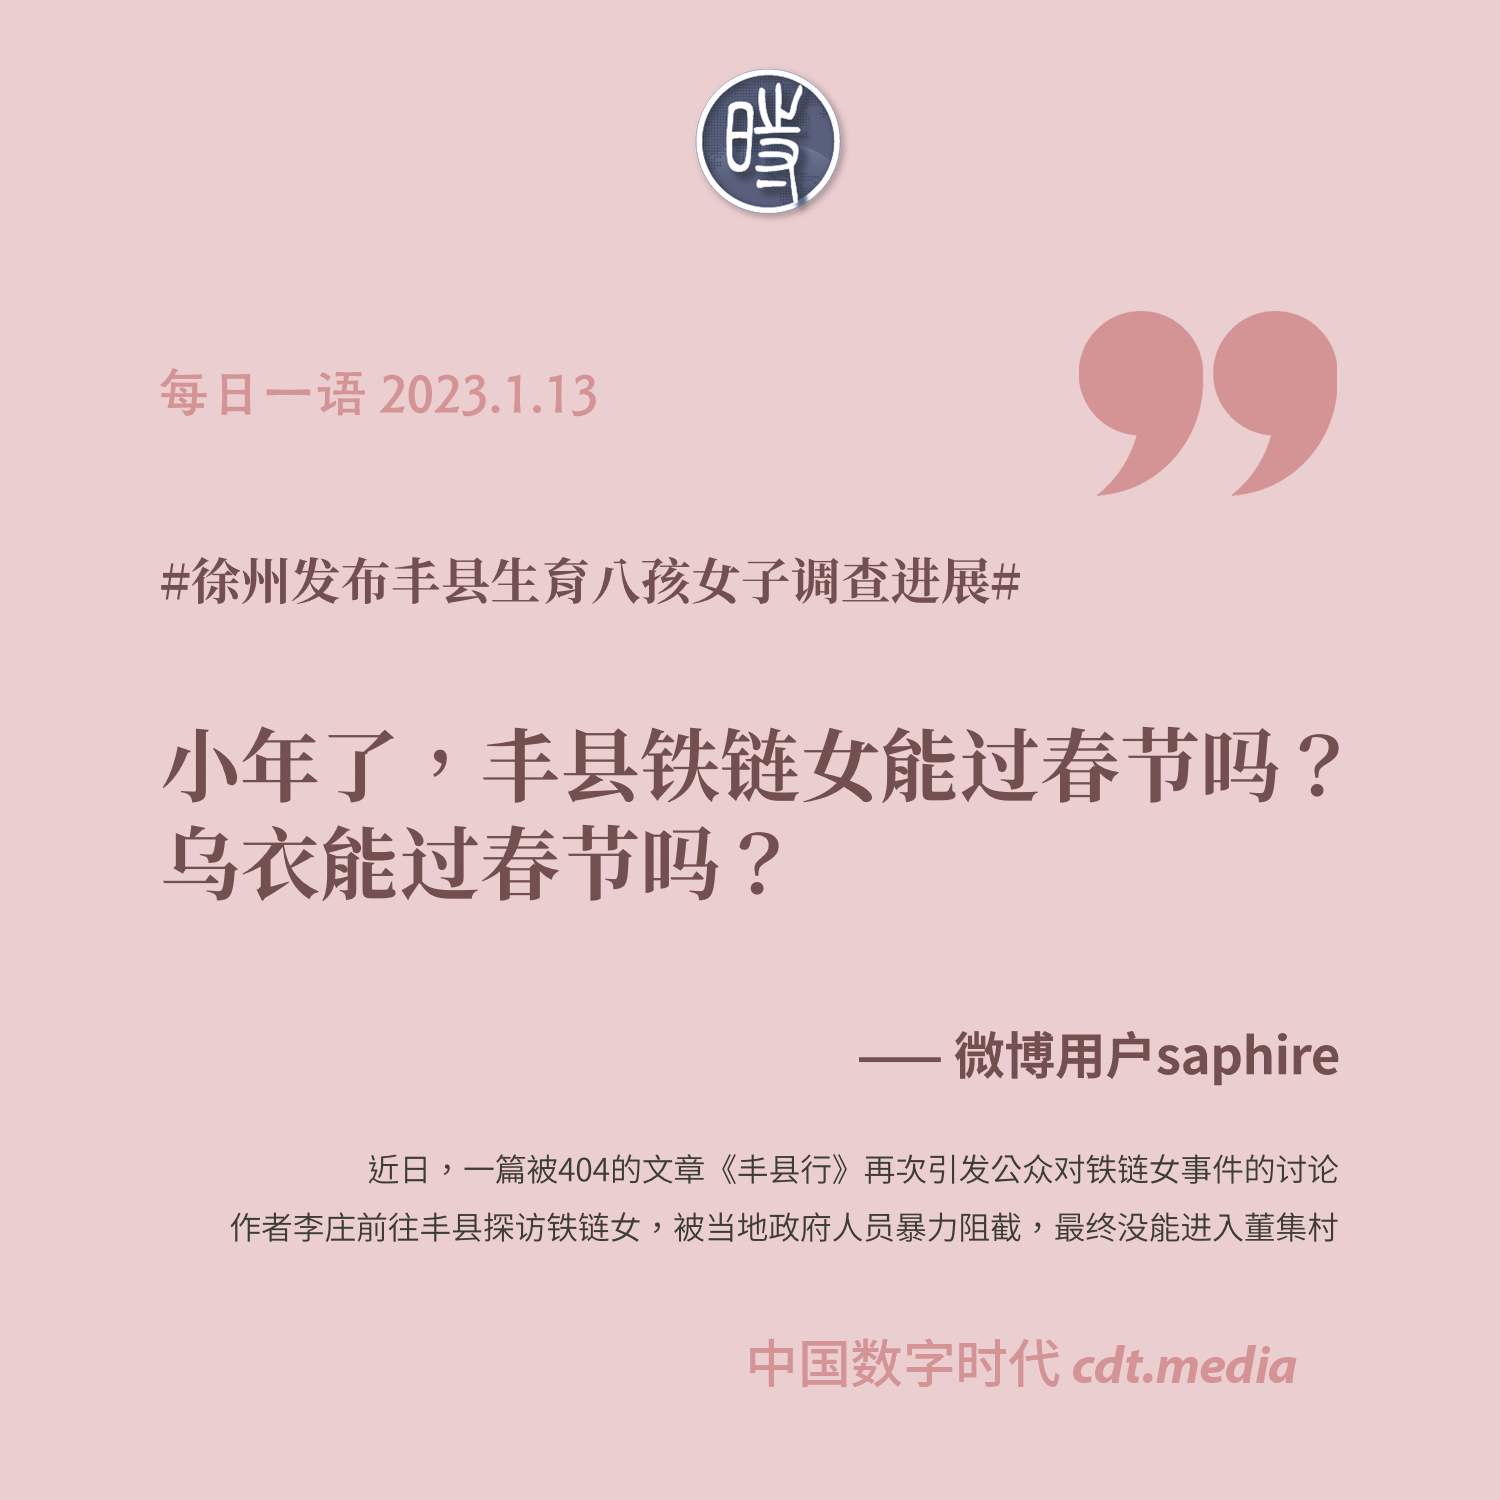 時
每日一语 2023.1.13
#徐州发布丰县生育八孩女子调查进展#
小年了，丰县铁链女能过春节吗？
乌衣能过春节吗？
—— 微博用户saphire
近日，一篇被404的文章《丰县行》再次引发公众对铁链女事件的讨论
作者李庄前往丰县探访铁链女，被当地政府人员暴力阻截，最终没能进入董集村
中国数字时代 cdt.media